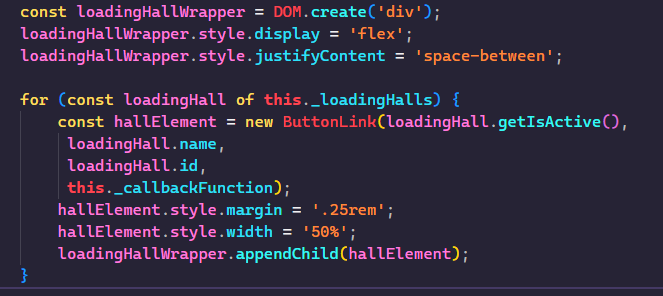 const loadingHallWrapper = DOM.create('div');
loadingHallWrapper.style.display = 'flex';
loadingHallWrapper.style.justifyContent = 'space-between';

for (const loadingHall of this._loadingHalls) {
    const hallElement = new ButtonLink(loadingHall.getIsActive(),
     loadingHall.name,
     loadingHall.id,
     this._callbackFunction);
    hallElement.style.margin = '.25rem';
    hallElement.style.width = '50%';
    loadingHallWrapper.appendChild(hallElement);
}